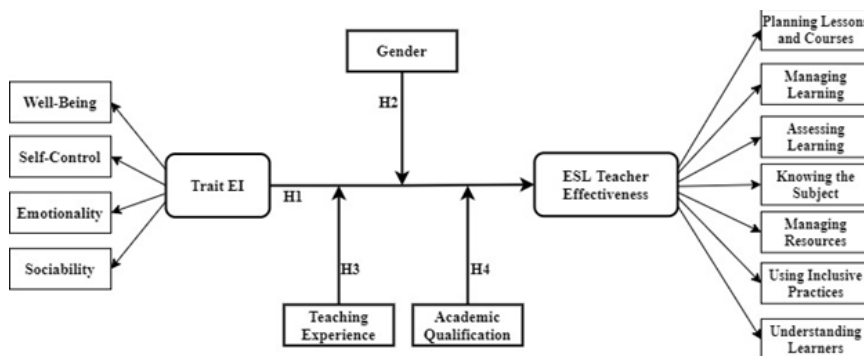 Planning Lesson
and Courses
Gender
Managing
Learning
H2
Well-Being
Assessing
Learning
Self-Control
Trait EI
H1
ESL Teacher
Effectiveness
Knowing the
Subject
Emotionality
Managing
Resources
Sociability
H3
H4
Using Inclusive
Practices
Teaching
Experience
Academic
Qualification
Understanding
Learners